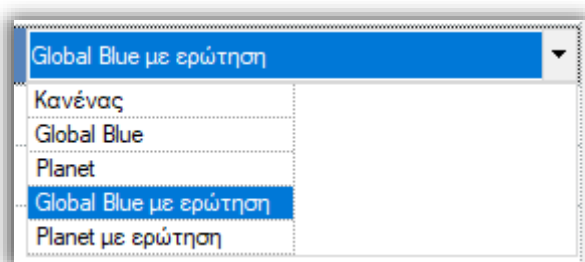 Global Blue με ερώτηση
Κανένας
Global Blue
Planet
Global Blue με ερώτηση
Planet με ερώτηση